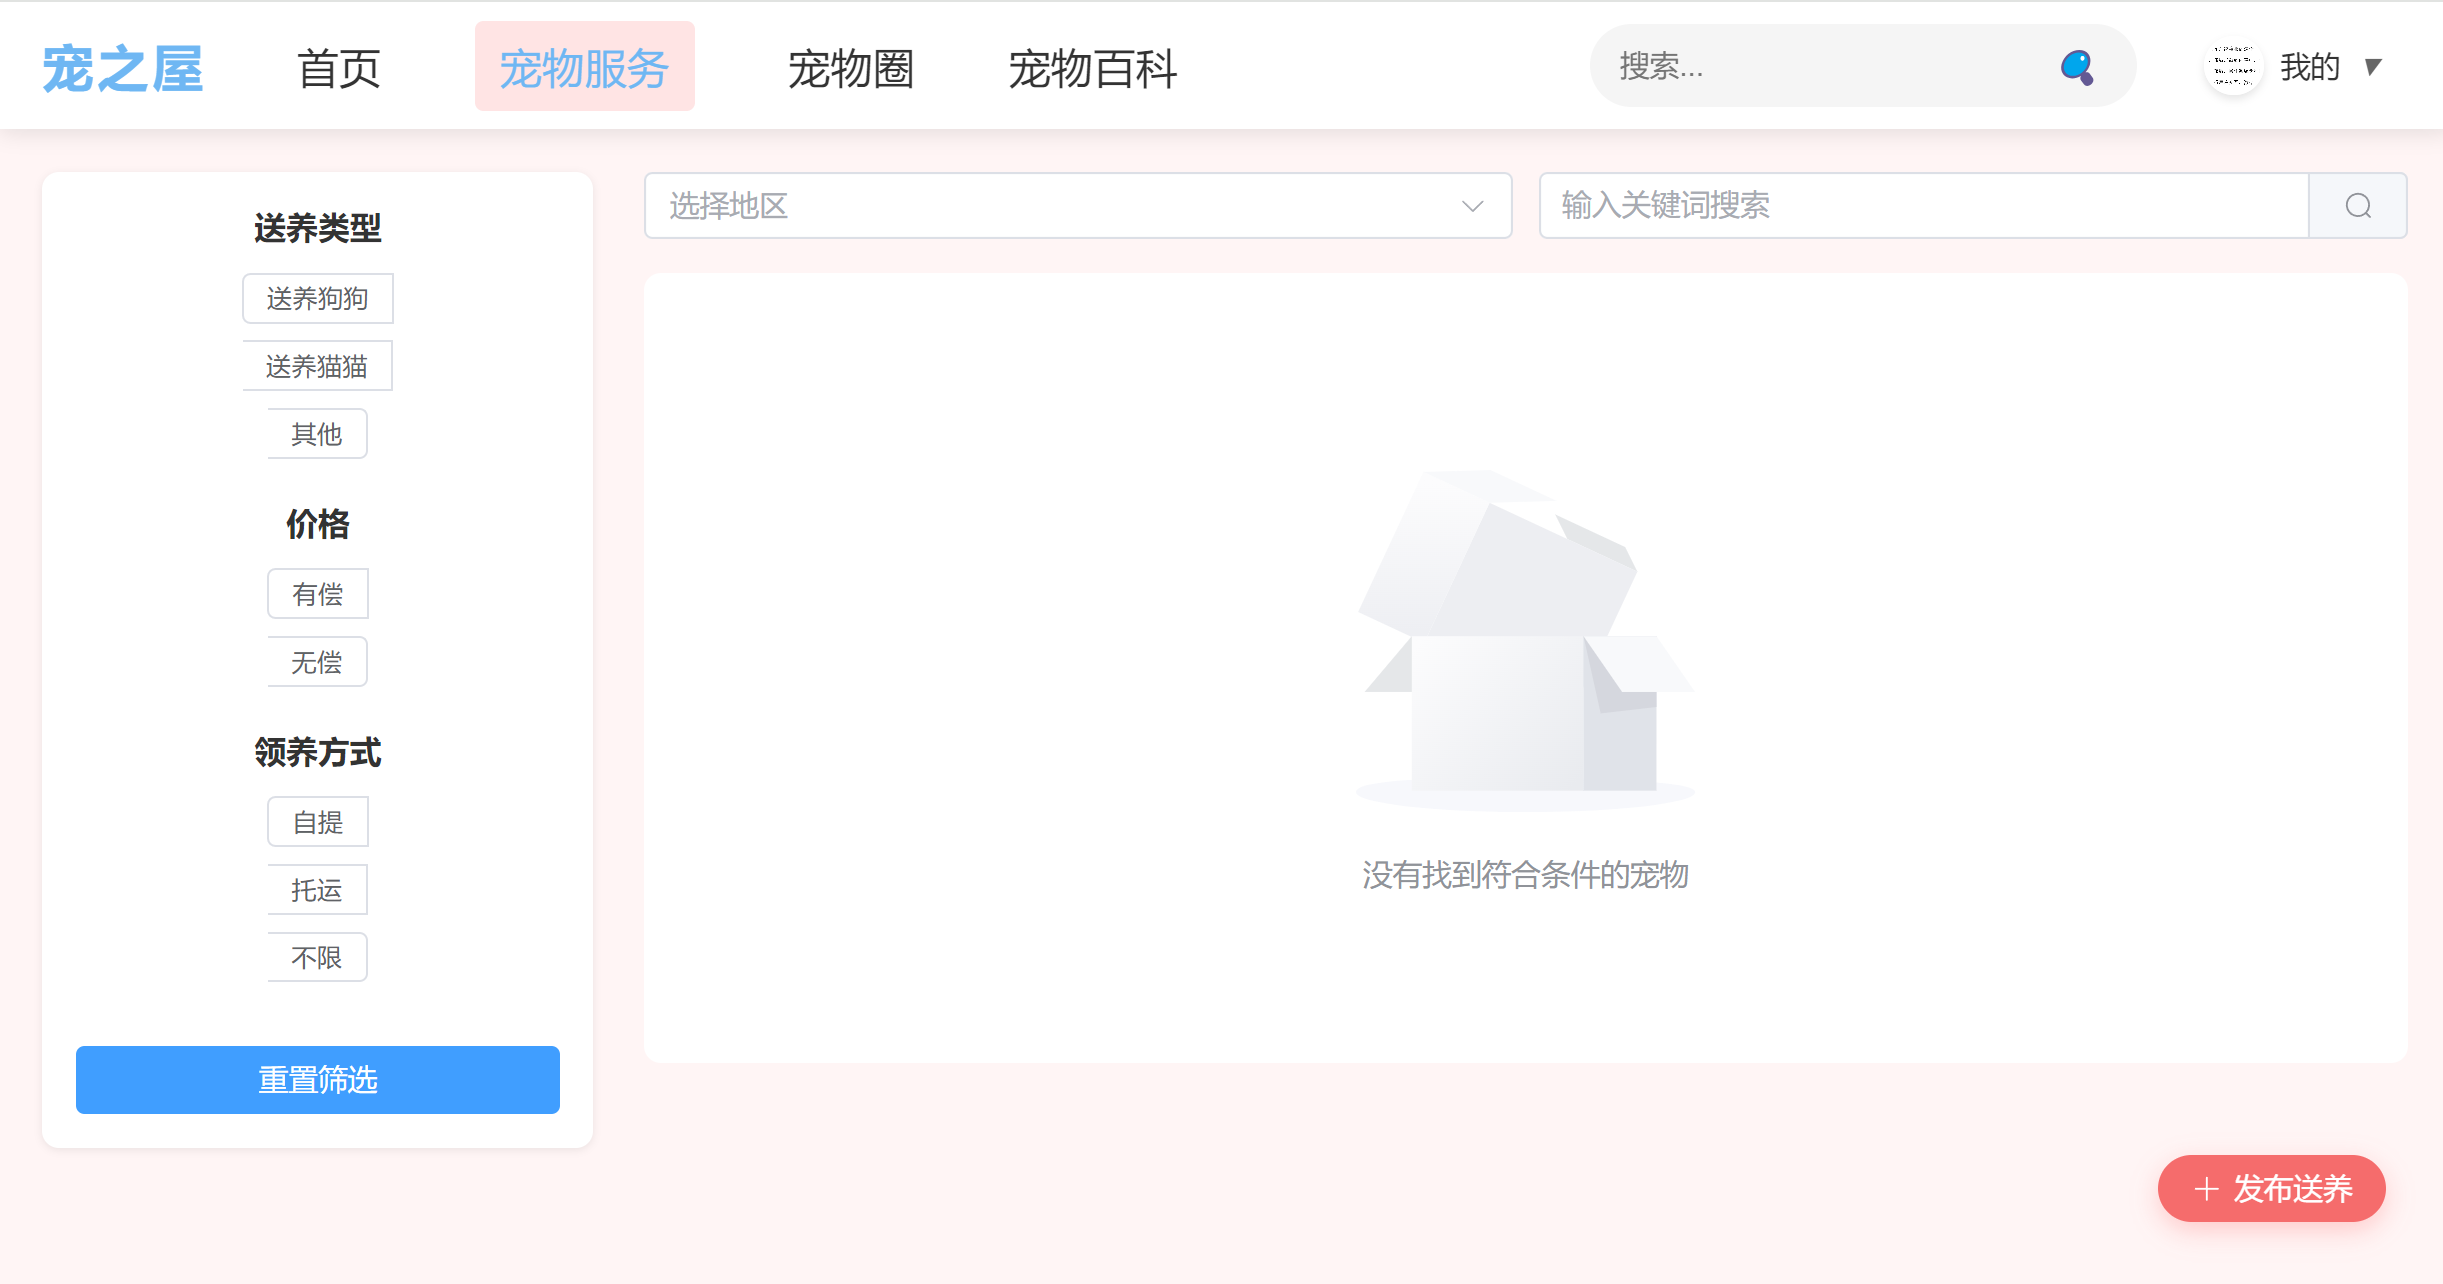 宠之屋 首页 宠物服务 宠物圈 宠物百科 搜索... 我的
送养类型
送养狗狗
送养猫猫
其他
价格
有偿
无偿
领养方式
自提
托运
不限
重置筛选
选择地区 输入关键词搜索
没有找到符合条件的宠物
发布送养